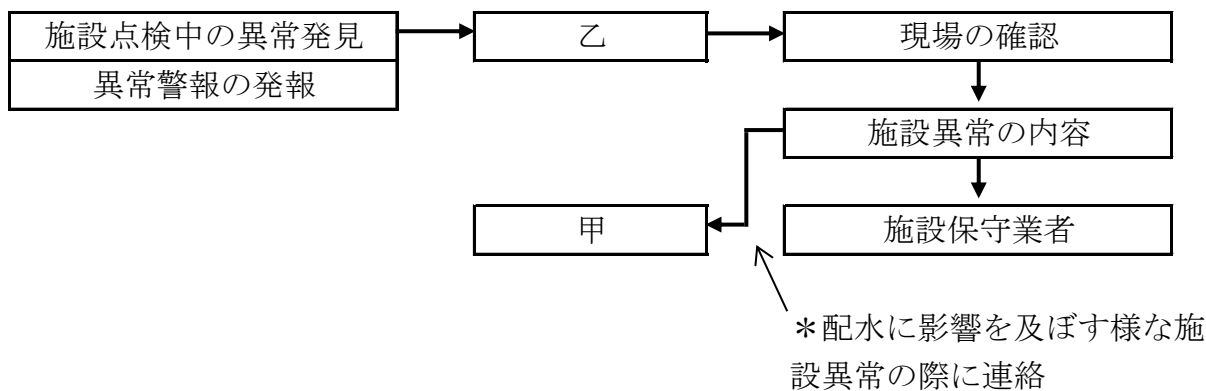 施設点検中の異常発見
異常警報の発報
乙
現場の確認
施設異常の内容
甲
施設保守業者
＊配水に影響を及ぼす様な施
設異常の際に連絡